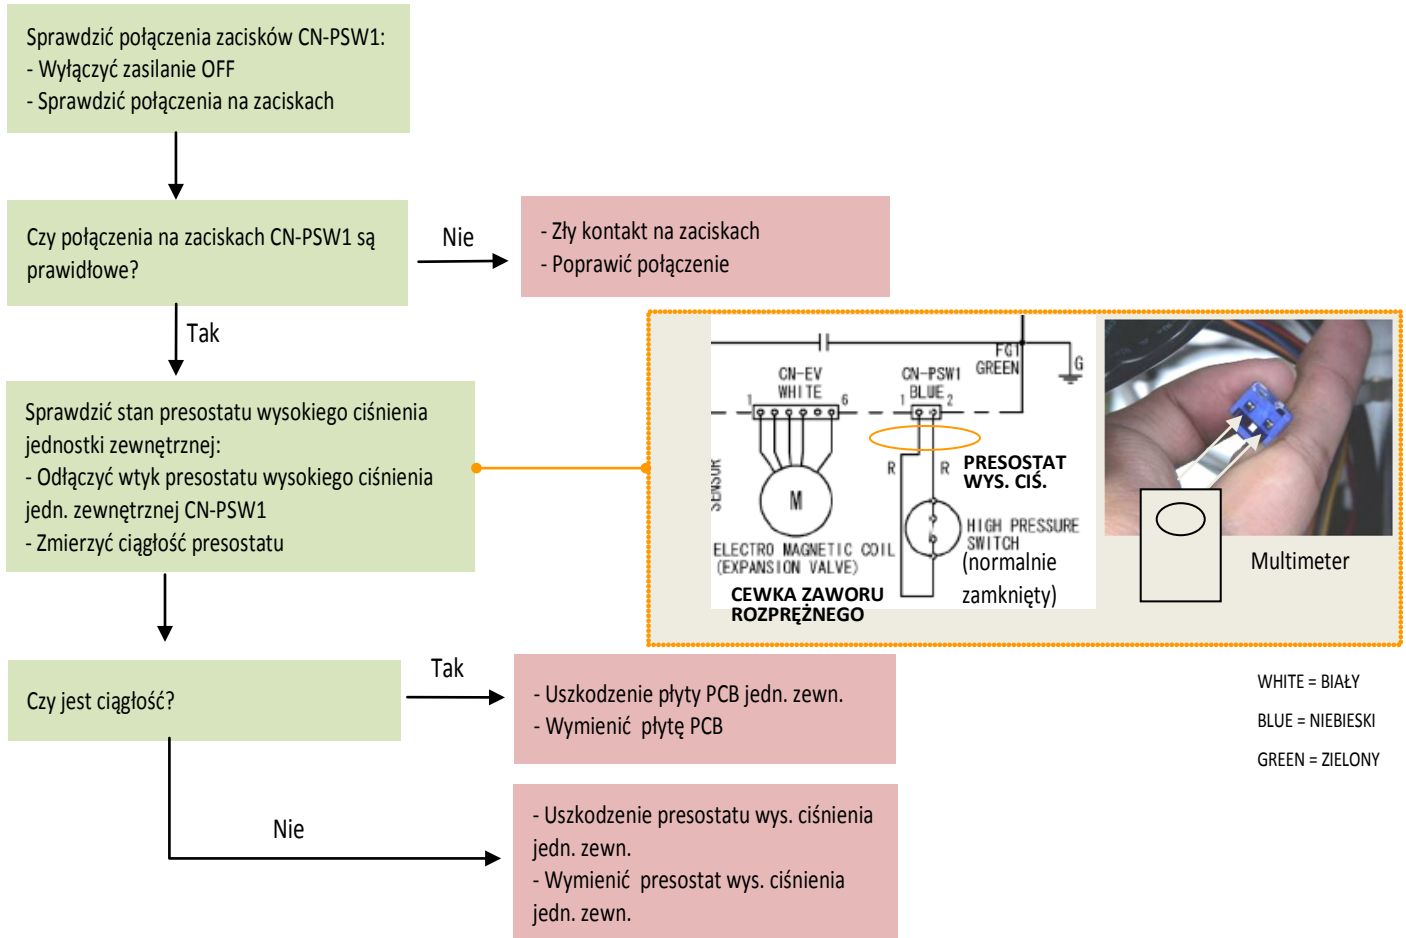 Sprawdzić połączenia zacisków CN-PSW1:
- Wyłączyć zasilanie OFF
- Sprawdzić połączenia na zaciskach
Czy połączenia na zaciskach CN-PSW1 są
prawidłowe?
Nie
- Zły kontakt na zaciskach
- Poprawić połączenie
Tak
Sprawdzić stan presostatu wysokiego ciśnienia
jednostki zewnętrznej:
- Odłączyć wtyk presostatu wysokiego ciśnienia
jedn. zewnętrznej CN-PSW1
- Zmierzyć ciągłość presostatu
FG1
GREEN
G
CN-EV
WHITE
1
6
CN-PSW1
BLUE
1
2
SENSOR
M
R
R
PRESOSTAT
WYS. CIŚ.
HIGH PRESSURE
SWITCH
(normalnie
zamknięty)
ELECTRO MAGNETIC COIL
(EXPANSION VALVE)
CEWKA ZAWORU
ROZPRĘŻNEGO
Multimeter
Czy jest ciągłość?
Tak
- Uszkodzenie płyty PCB jedn. zewn.
- Wymienić  płytę PCB
WHITE = BIAŁY
BLUE = NIEBIESKI
GREEN = ZIELONY
Nie
- Uszkodzenie presostatu wys. ciśnienia
jedn. zewn.
- Wymienić  presostat wys. ciśnienia
jedn. zewn.